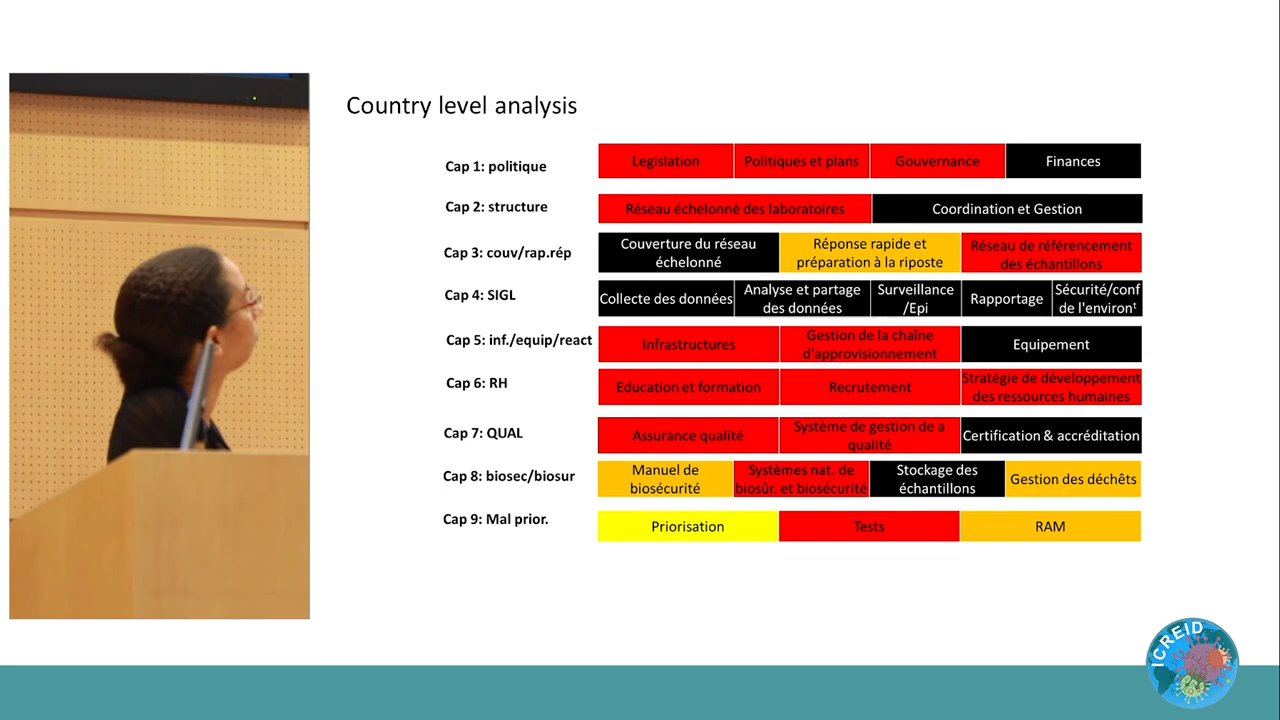 Country level analysis
Cap 1: politique
Legislation
Politiques et plans
Gouvernance
Finances
Cap 2: structure
Réseau échelonné des laboratoires
Coordination et Gestion
Cap 3: couv/rap.rép
Couverture du réseau
échelonné
Réponse rapide et
préparation à la riposte
Réseau de référencement
des échantillons
Cap 4: SIGL
Collecte des données
Analyse et partage
des données
Surveillance
/Epi
Rapportage
Sécurité/conf
de l'environᵗ
Cap 5: inf./equip/react
Infrastructures
Gestion de la chaîne
d'approvisionnement
Equipement
Cap 6: RH
Education et formation
Recrutement
Stratégie de développement
des ressources humaines
Cap 7: QUAL
Assurance qualité
Système de gestion de a
qualité
Certification & accréditation
Cap 8: biosec/biosur
Manuel de
biosécurité
Systèmes nat. de
biosûr. et biosécurité
Stockage des
échantillons
Gestion des déchêts
Cap 9: Mal prior.
Priorisation
Tests
RAM
ICREID